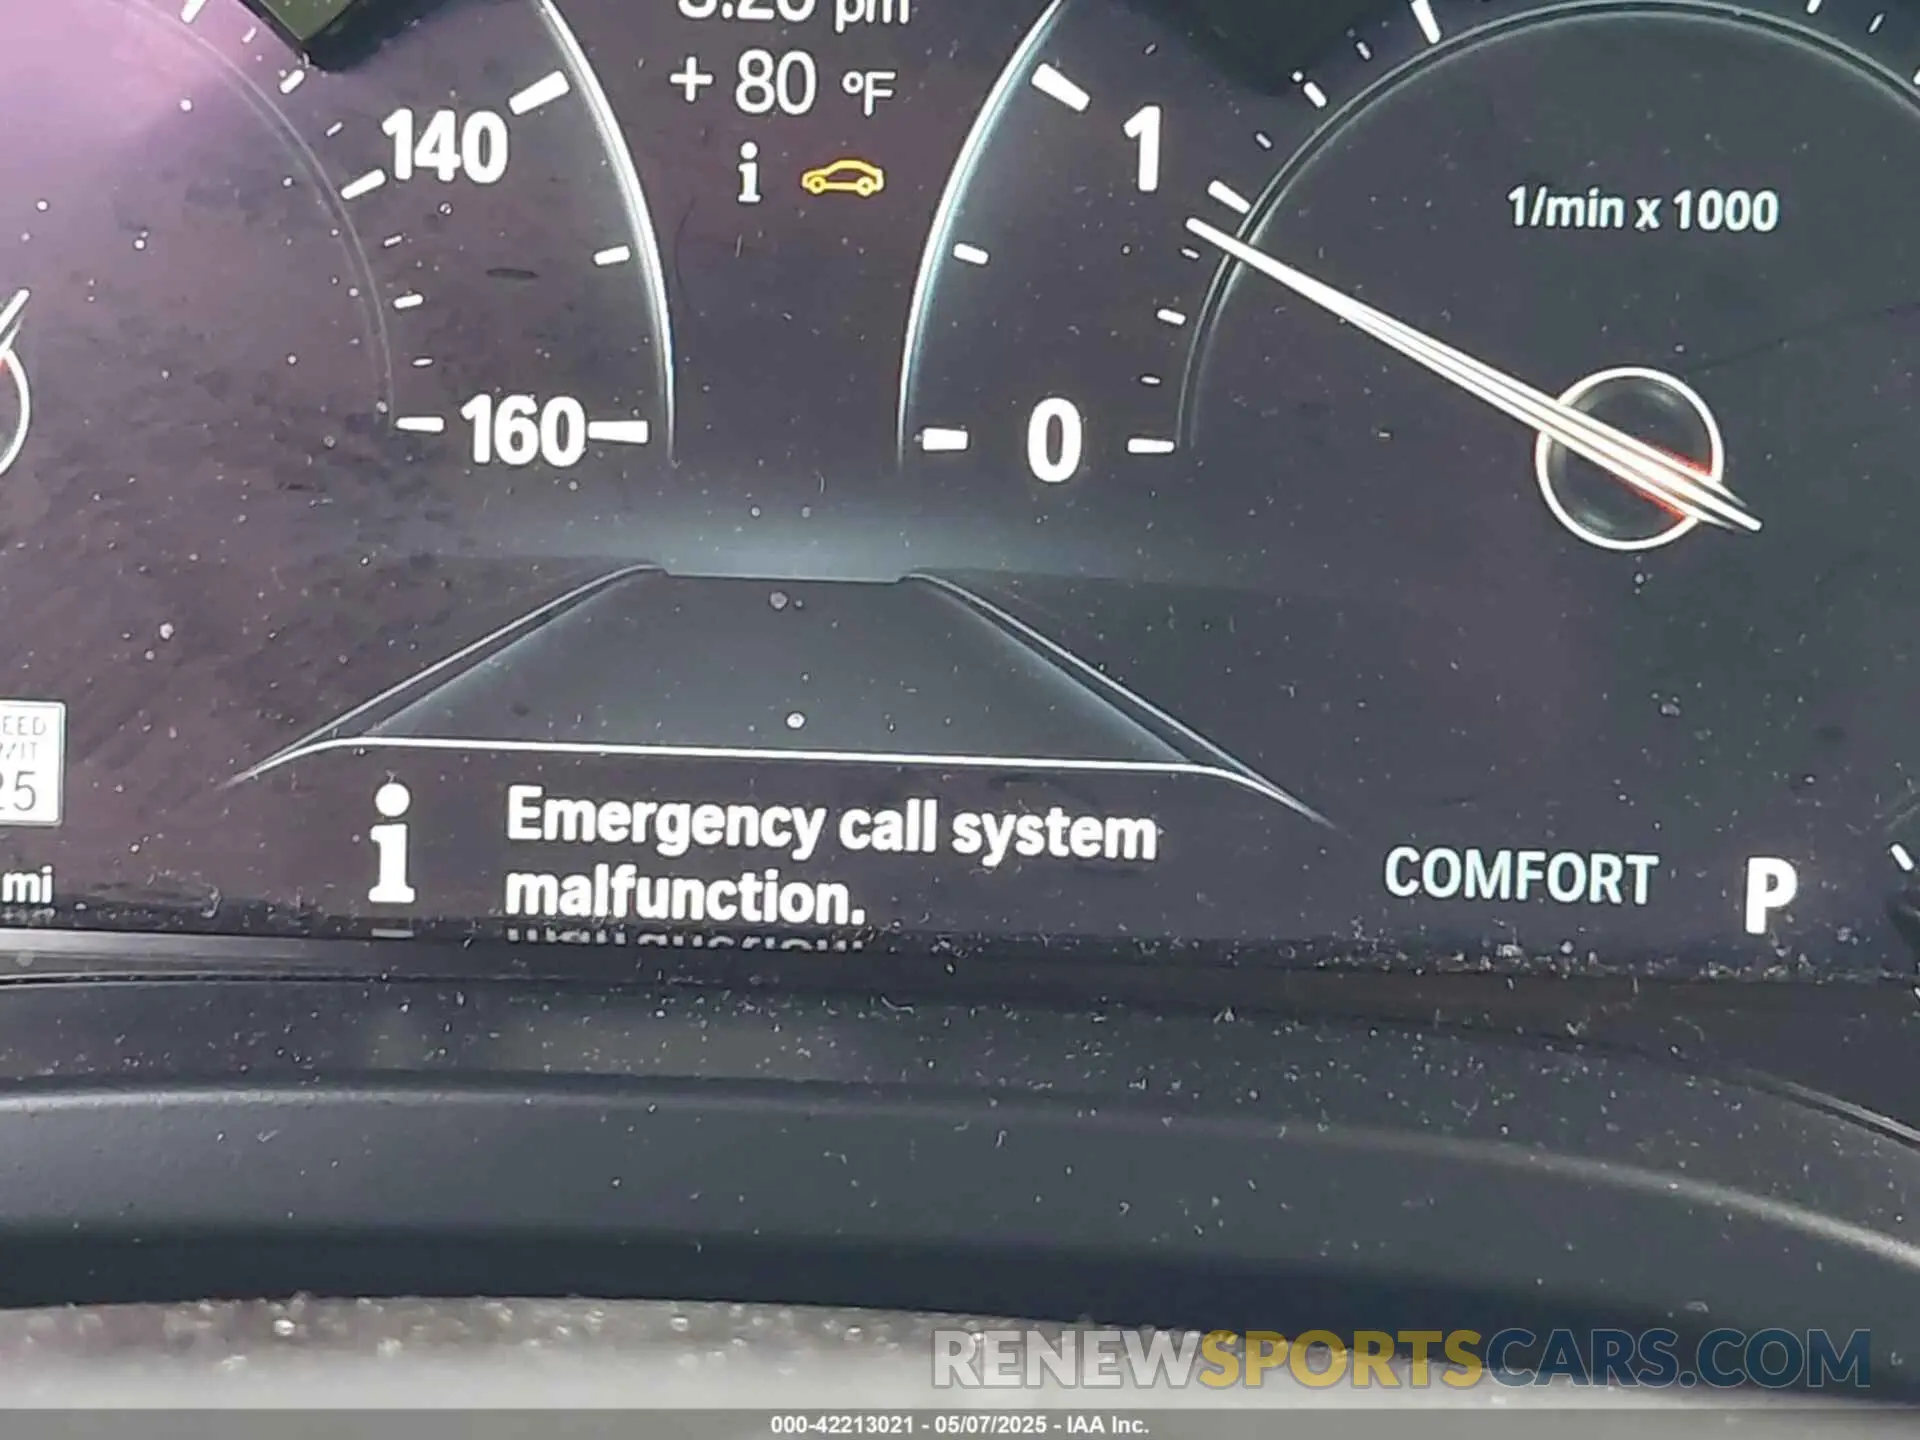 pm
+ 80 °F
140
i
1
1/min x 1000
160
0
i
Emergency call system
malfunction.
COMFORT
P
mi
RENEWSPORTSCARS.COM
000-42213021 - 05/07/2025 - IAA Inc.